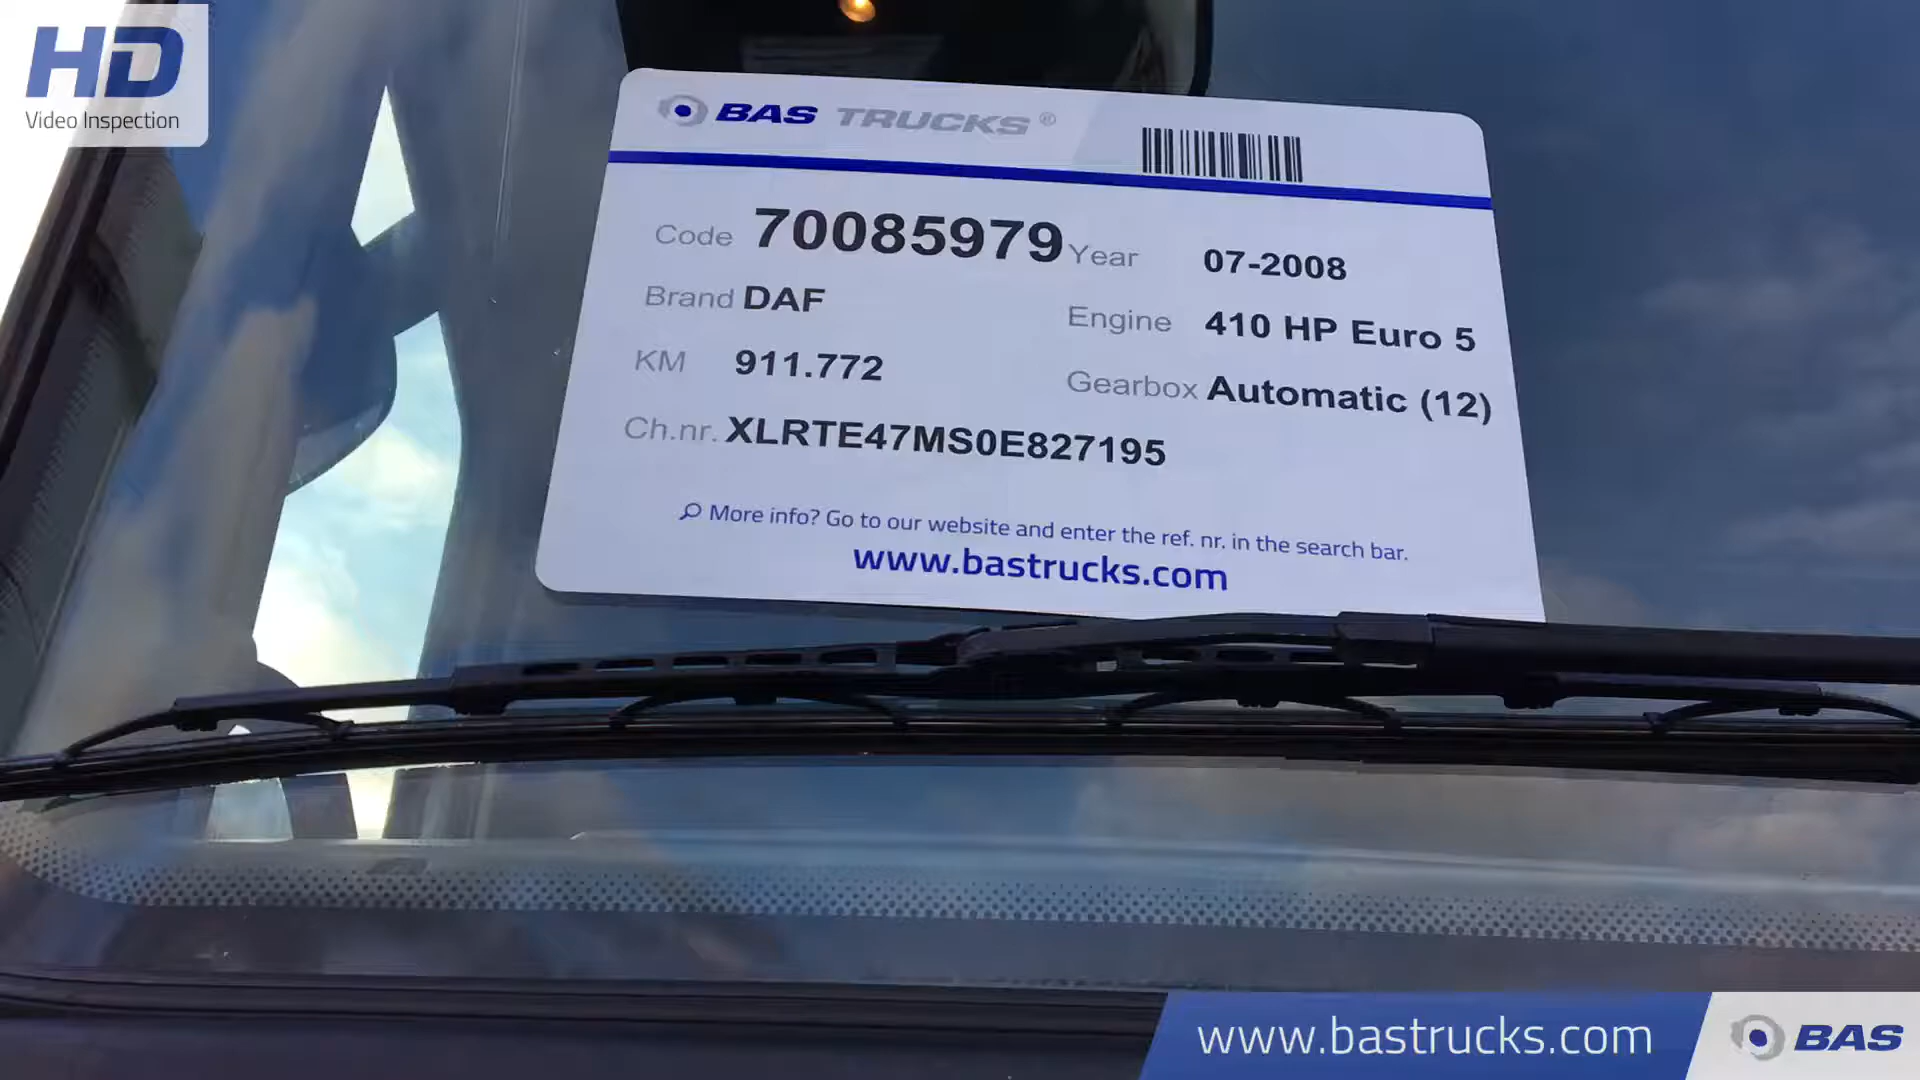 HD
Video Inspection
BAS TRUCKS®
Code 70085979 Year 07-2008
Brand DAF Engine 410 HP Euro 5
KM 911.772 Gearbox Automatic (12)
Ch.nr. XLRTE47MS0E827195
More info? Go to our website and enter the ref. nr. in the search bar.
www.bastrucks.com
www.bastrucks.com BAS